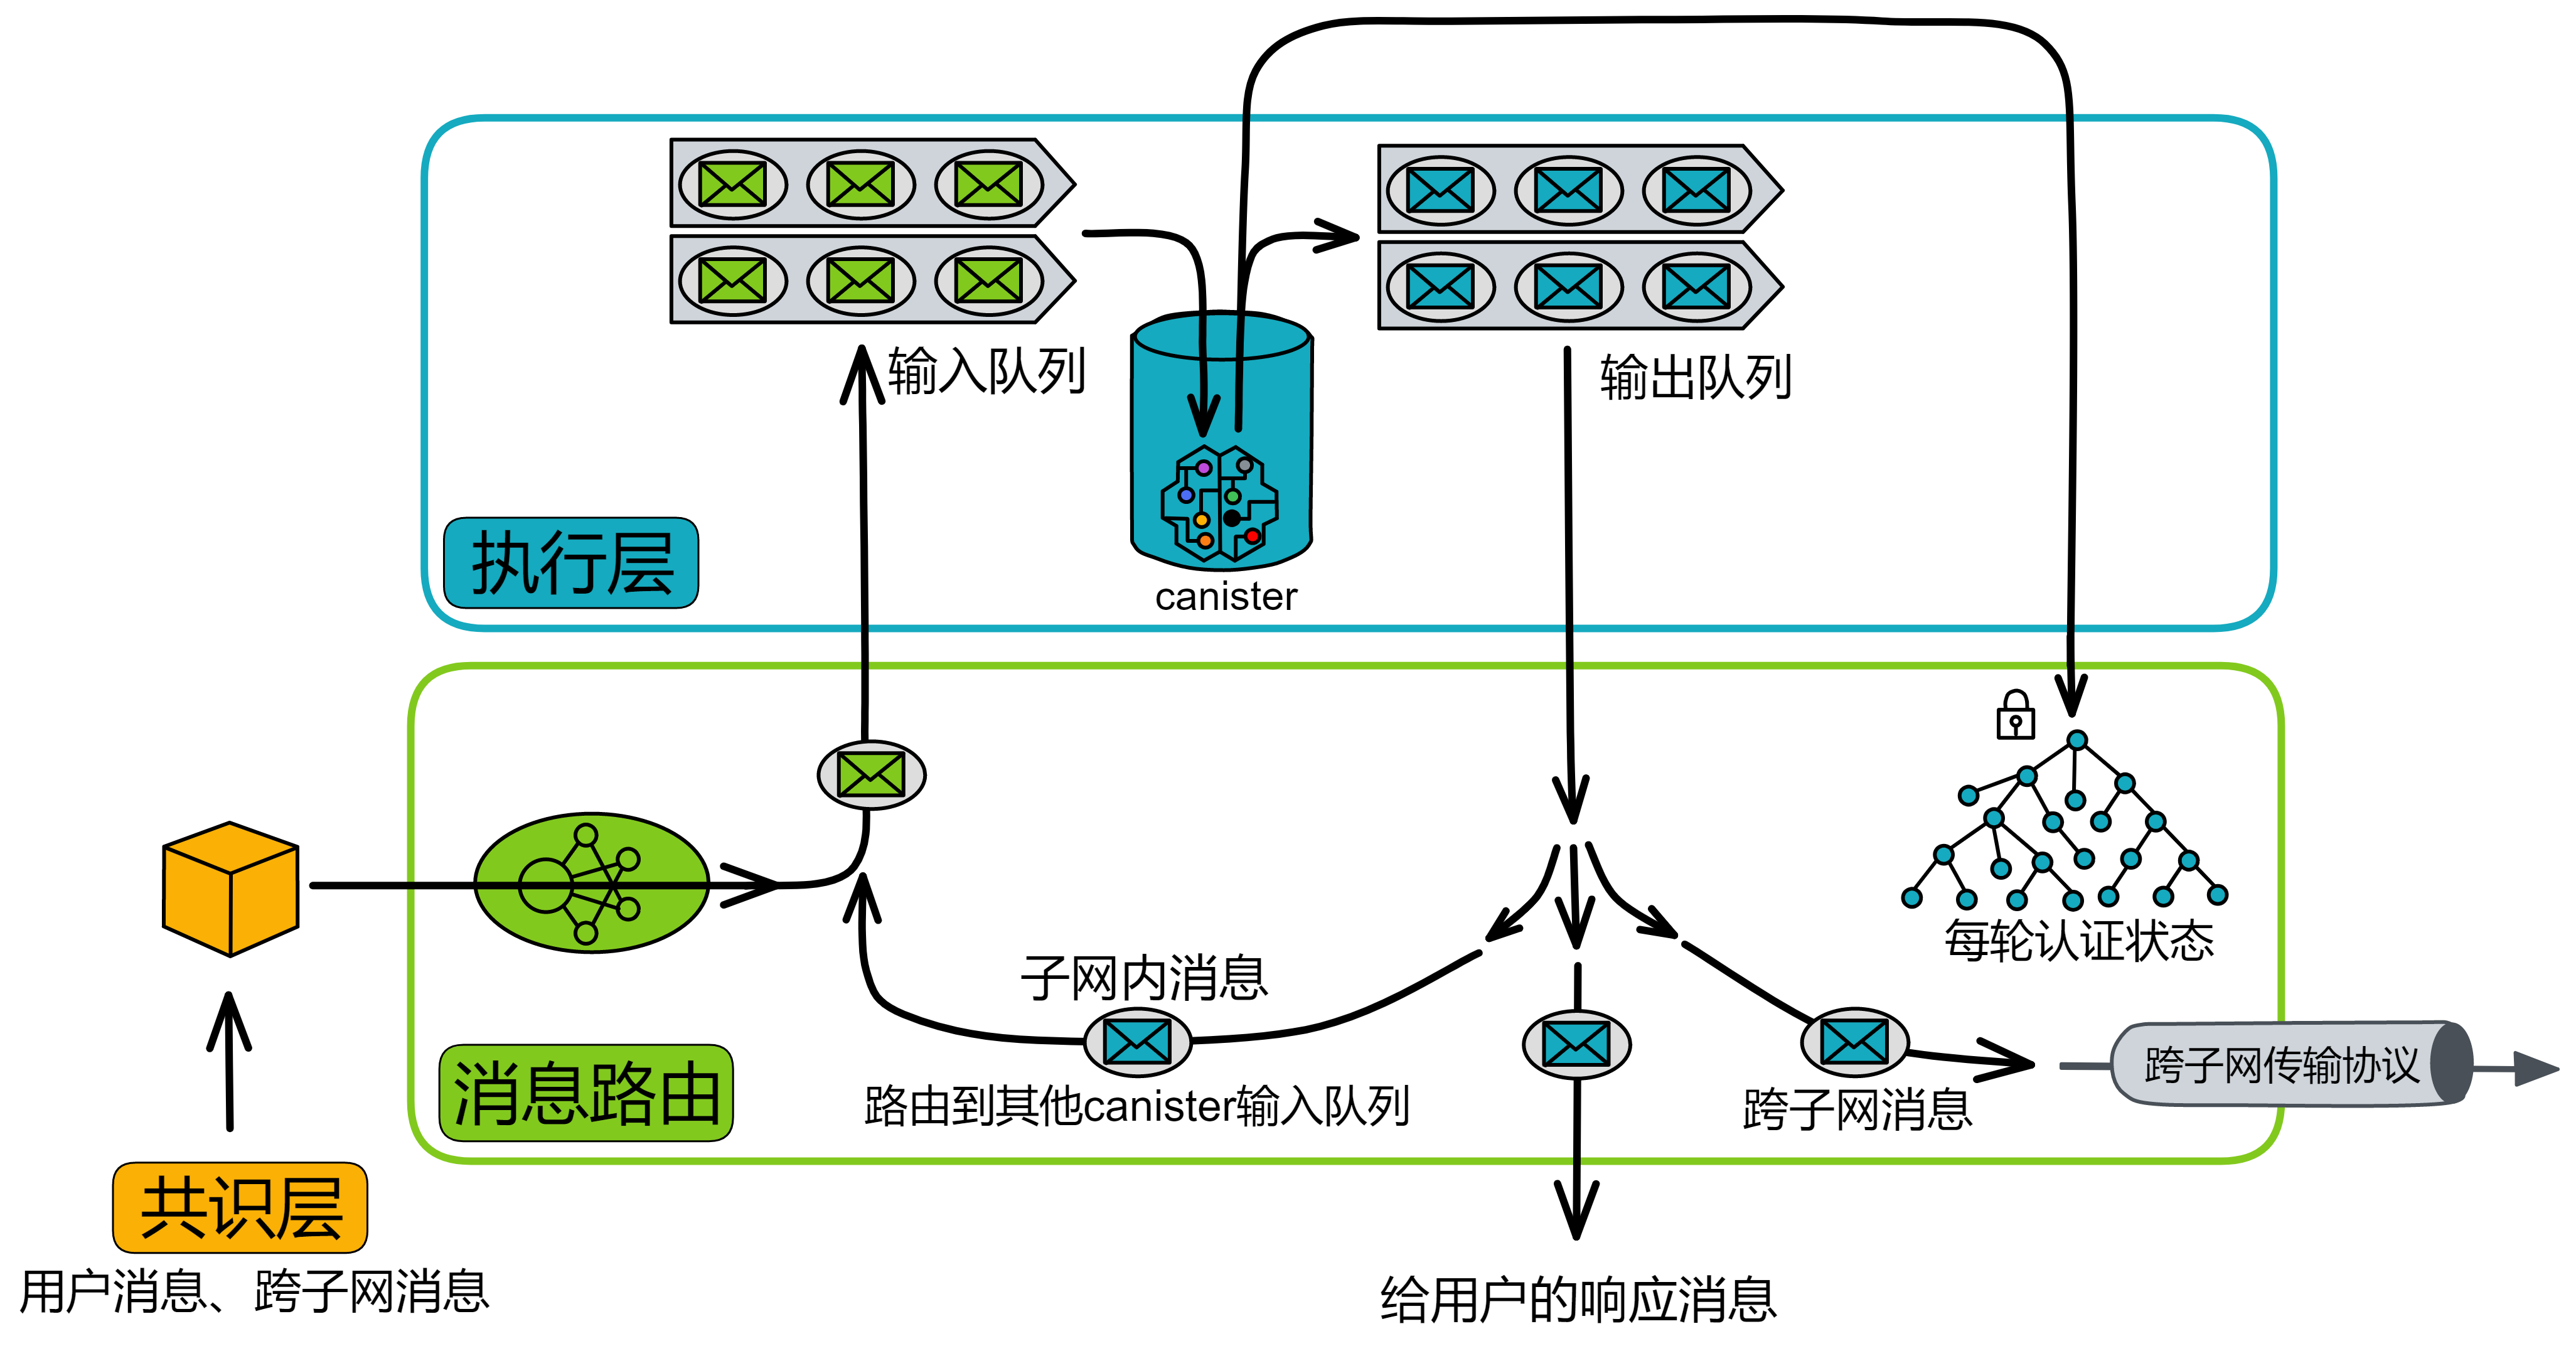 输入队列
输出队列
执行层
canister
每轮认证状态
子网内消息
消息路由
路由到其他canister输入队列
跨子网消息
跨子网传输协议
共识层
用户消息、跨子网消息
给用户的响应消息